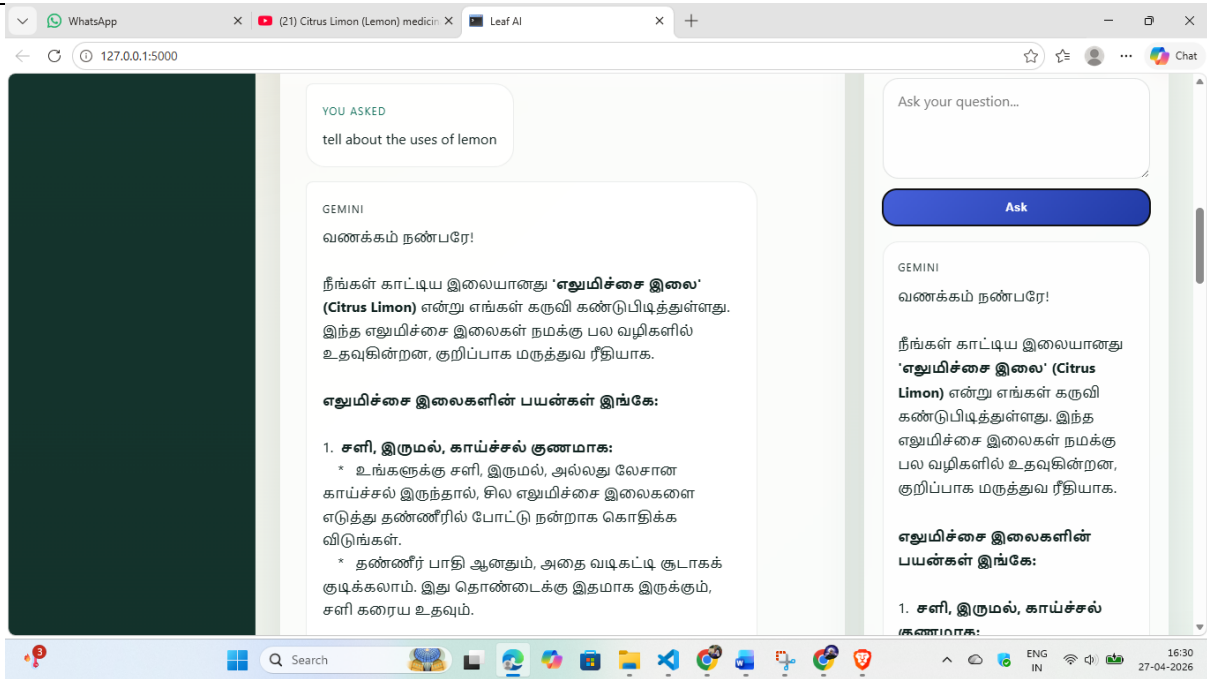 WhatsApp
(21) Citrus Limon (Lemon) medicin
Leaf AI
127.0.0.1:5000
Chat
YOU ASKED
tell about the uses of lemon
GEMINI
வணக்கம் நண்பரே!
நீங்கள் காட்டிய இலையானது 'எலுமிச்சை இலை'
(Citrus Limon) என்று எங்கள் கருவி கண்டுபிடித்துள்ளது.
இந்த எலுமிச்சை இலைகள் நமக்கு பல வழிகளில்
உதவுகின்றன, குறிப்பாக மருத்துவ ரீதியாக.
எலுமிச்சை இலைகளின் பயன்கள் இங்கே:
1. சளி, இருமல், காய்ச்சல் குணமாக:
* உங்களுக்கு சளி, இருமல், அல்லது லேசான
காய்ச்சல் இருந்தால், சில எலுமிச்சை இலைகளை
எடுத்து தண்ணீரில் போட்டு நன்றாக கொதிக்க
விடுங்கள்.
* தண்ணீர் பாதி ஆனதும், அதை வடிகட்டி சூடாகக்
குடிக்கலாம். இது தொண்டைக்கு இதமாக இருக்கும்,
சளி கரைய உதவும்.
Ask your question...
Ask
GEMINI
வணக்கம் நண்பரே!
நீங்கள் காட்டிய இலையானது
'எலுமிச்சை இலை' (Citrus
Limon) என்று எங்கள் கருவி
கண்டுபிடித்துள்ளது. இந்த
எலுமிச்சை இலைகள் நமக்கு
பல வழிகளில் உதவுகின்றன,
குறிப்பாக மருத்துவ ரீதியாக.
எலுமிச்சை இலைகளின்
பயன்கள் இங்கே:
1. சளி, இருமல், காய்ச்சல்
குணமாக:
3
Search
ENG
IN
16:30
27-04-2026